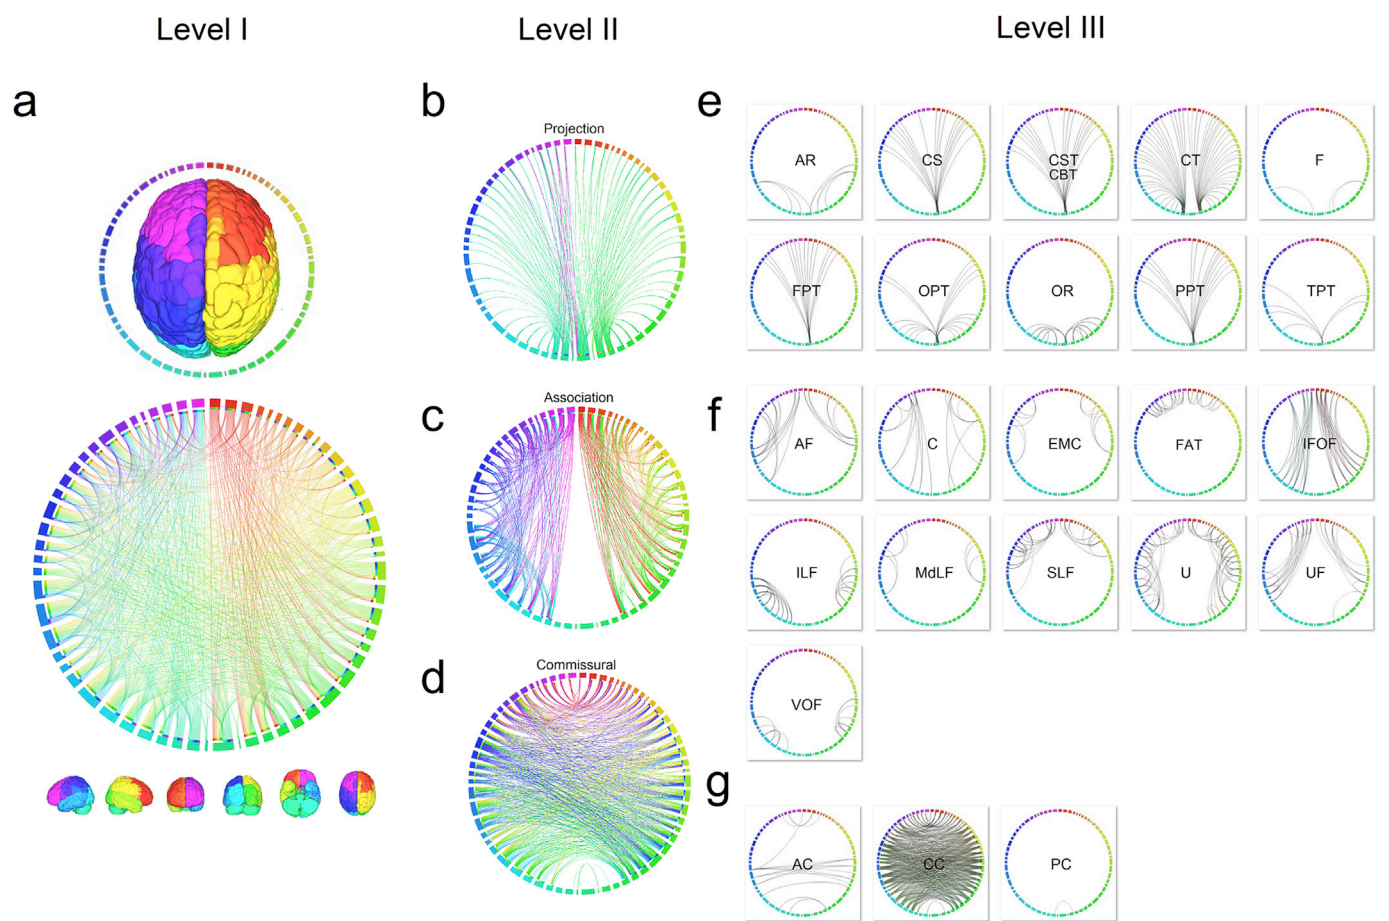 Level I
Level II
Level III
a
b
Projection
c
Association
d
Commissural
e
AR
CS
CST
CBT
CT
F
FPT
OPT
OR
PPT
TPT
f
AF
C
EMC
FAT
IFOF
ILF
MdLF
SLF
U
UF
VOF
g
AC
CC
PC